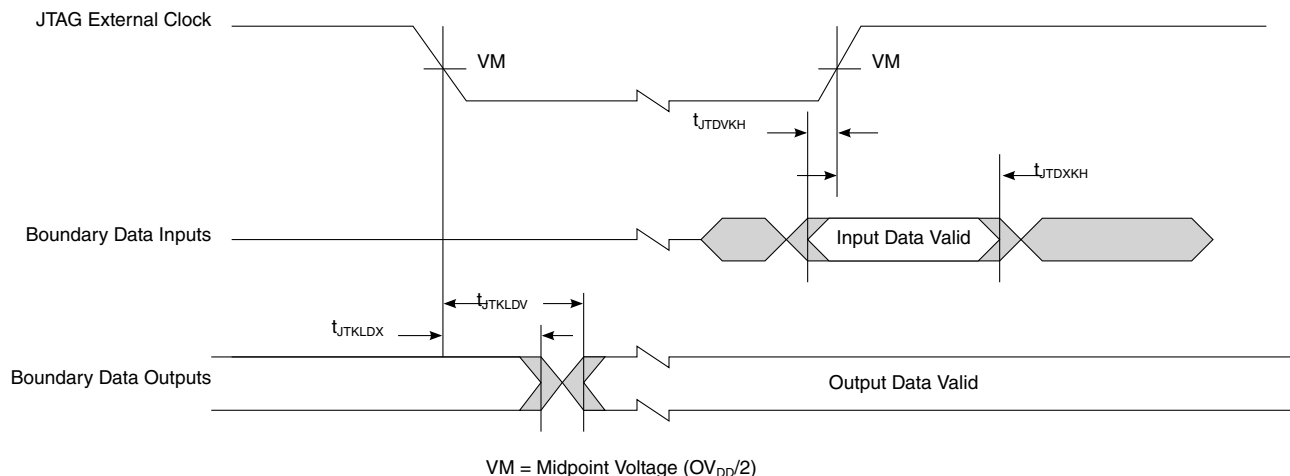 JTAG External Clock
VM
VM
tJTDVKH
tJTDXKH
Boundary Data Inputs
Input Data Valid
tJTKLDV
tJTKLDX
Boundary Data Outputs
Output Data Valid
VM = Midpoint Voltage (OVDD/2)